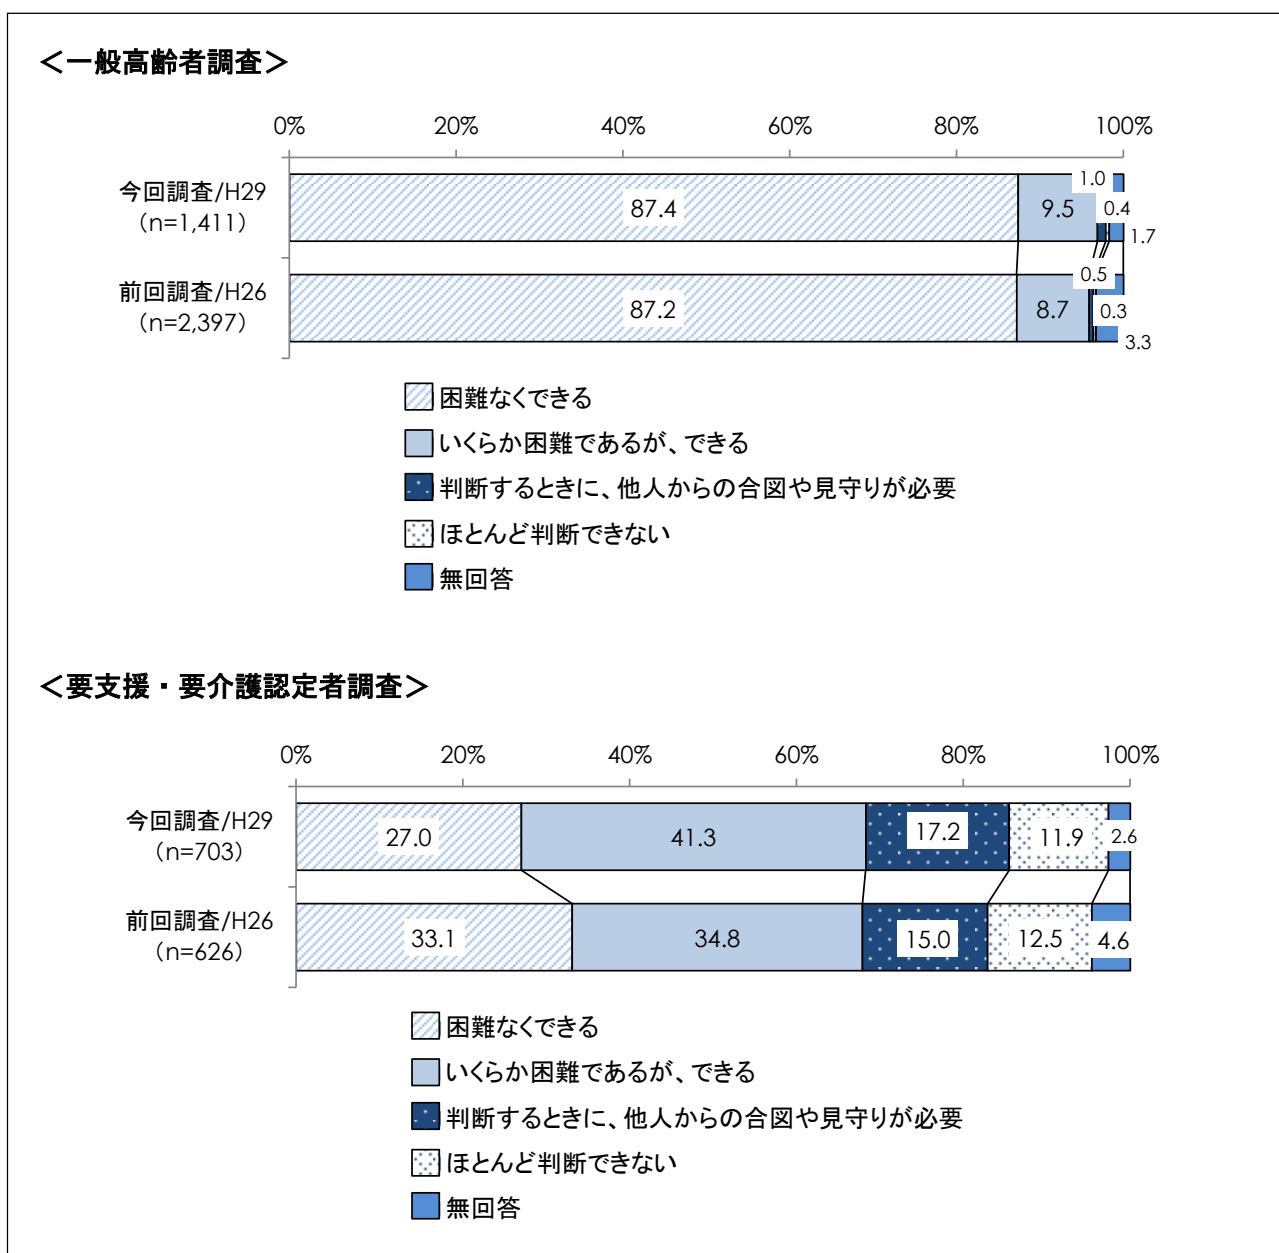 ＜一般高齢者調査＞
0% 20% 40% 60% 80% 100%
今回調査/H29
（n=1,411）
87.4 9.5 1.0 0.4 1.7
前回調査/H26
（n=2,397）
87.2 8.7 0.5 0.3 3.3
困難なくできる
いくらか困難であるが、できる
判断するときに、他人からの合図や見守りが必要
ほとんど判断できない
無回答
＜要支援・要介護認定者調査＞
0% 20% 40% 60% 80% 100%
今回調査/H29
（n=703）
27.0 41.3 17.2 11.9 2.6
前回調査/H26
（n=626）
33.1 34.8 15.0 12.5 4.6
困難なくできる
いくらか困難であるが、できる
判断するときに、他人からの合図や見守りが必要
ほとんど判断できない
無回答